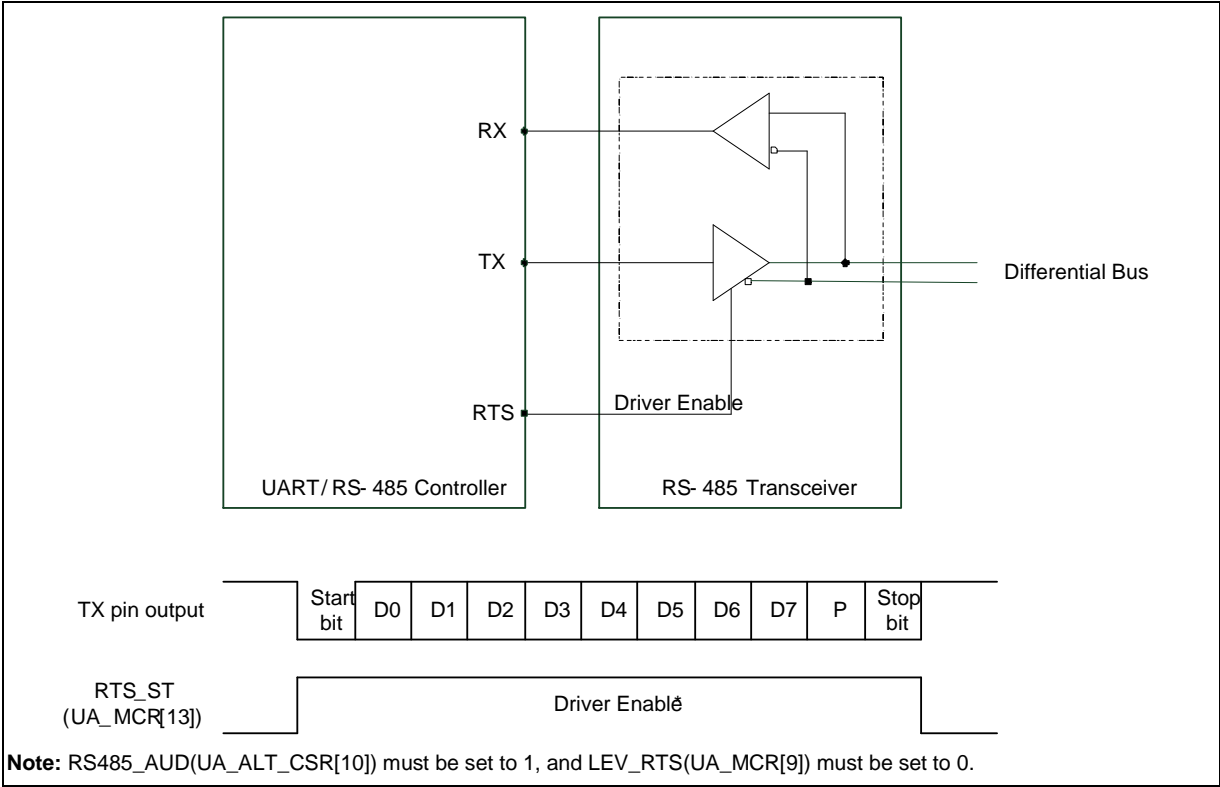 RX
TX
Differential Bus
RTS
Driver Enable
UART/ RS- 485 Controller
RS- 485 Transceiver
TX pin output
Start bit
D0
D1
D2
D3
D4
D5
D6
D7
P
Stop bit
RTS_ST
(UA_MCR[13])
Driver Enable*
Note: RS485_AUD(UA_ALT_CSR[10]) must be set to 1, and LEV_RTS(UA_MCR[9]) must be set to 0.